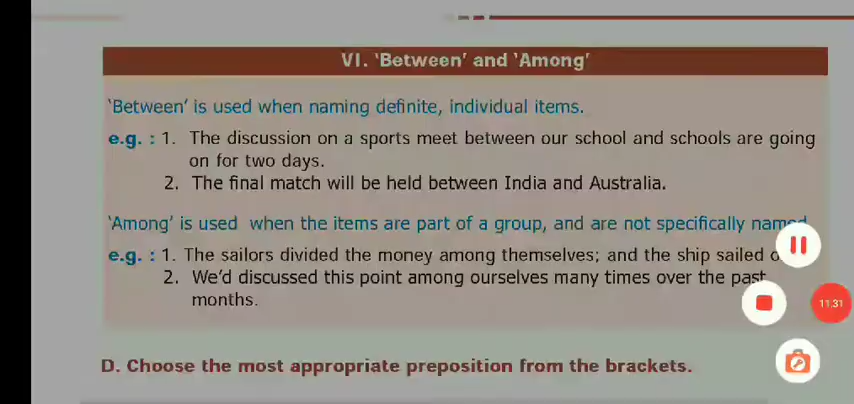 VI. ‘Between’ and ‘Among’
‘Between’ is used when naming definite, individual items.
e.g. : 1. The discussion on a sports meet between our school and schools are going
on for two days.
2. The final match will be held between India and Australia.
‘Among’ is used when the items are part of a group, and are not specifically named
e.g. : 1. The sailors divided the money among themselves; and the ship sailed
2. We’d discussed this point among ourselves many times over the past
months.
11:31
D. Choose the most appropriate preposition from the brackets.